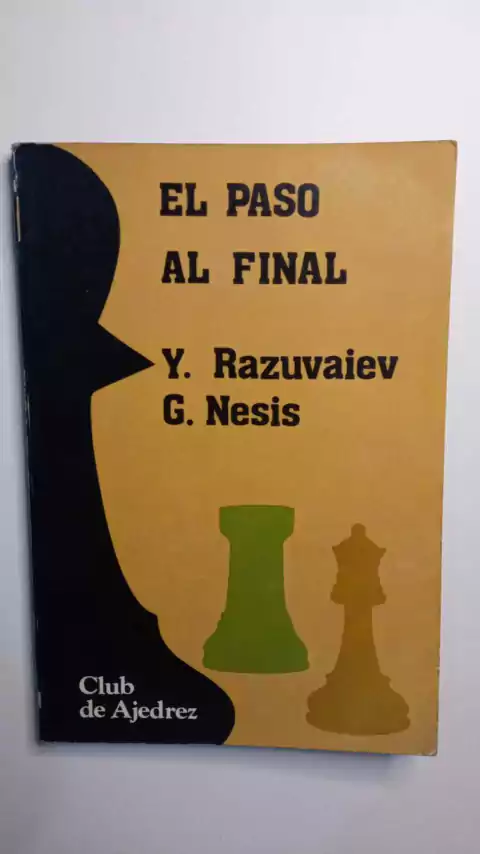 EL PASO
AL FINAL
Y. Razuvaiev
G. Nesis
Club
de Ajedrez